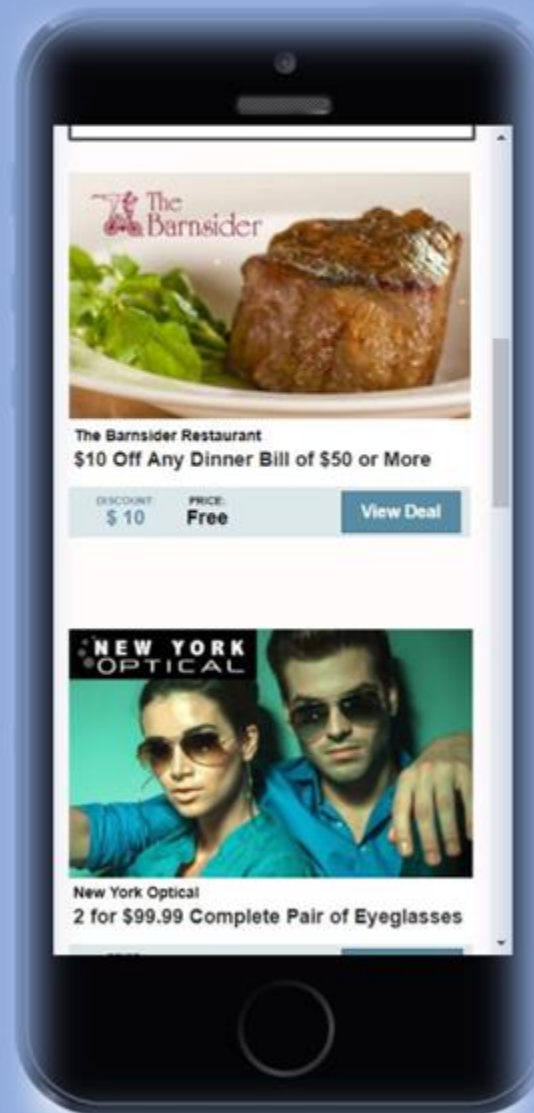 The
Barnsider
The Barnsider Restaurant
$10 Off Any Dinner Bill of $50 or More
DISCOUNT:
$ 10
PRICE:
Free
View Deal
NEW YORK
OPTICAL
New York Optical
2 for $99.99 Complete Pair of Eyeglasses